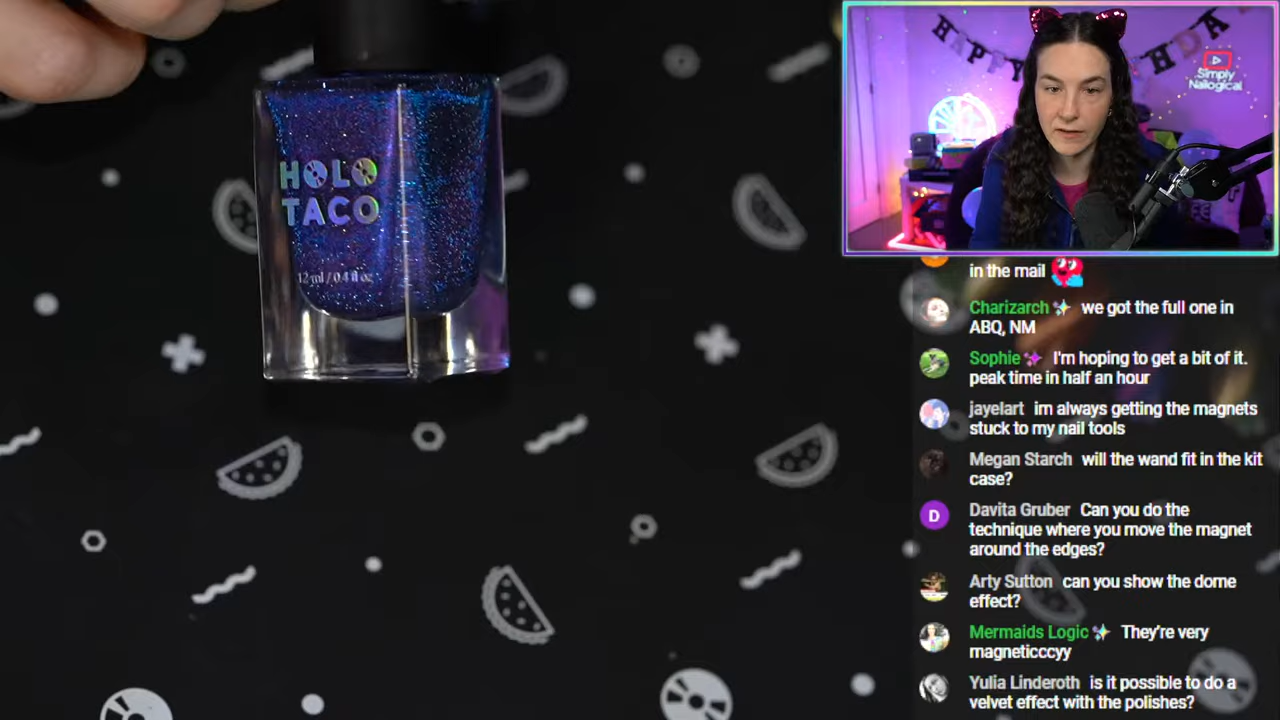 HOLO
TACO
12 ml / 0.4 fl oz
HAPPY
HDA
Simply
Nailogical
in the mail
Charizarch we got the full one in
ABQ, NM
Sophie I'm hoping to get a bit of it.
peak time in half an hour
jayelart im always getting the magnets
stuck to my nail tools
Megan Starch will the wand fit in the kit
case?
D
Davita Gruber Can you do the
technique where you move the magnet
around the edges?
Arty Sutton can you show the dome
effect?
Mermaids Logic They're very
magneticccyy
Yulia Linderoth is it possible to do a
velvet effect with the polishes?